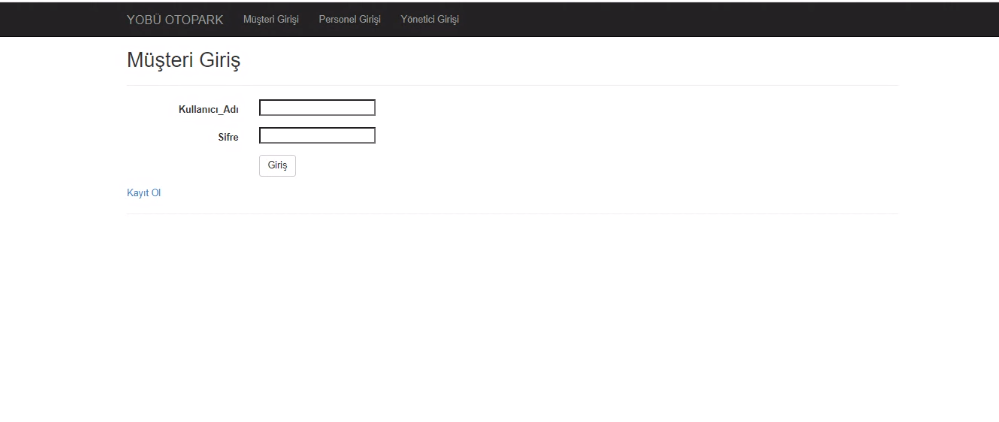 YOBÜ OTOPARK Müşteri Girişi Personel Girişi Yönetici Girişi
Müşteri Giriş
Kullanıcı_Adı
Sifre
Giriş
Kayıt Ol